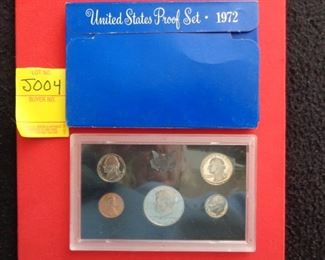 United States Proof Set · 1972
LOT NO.
J004
BUYER NO.